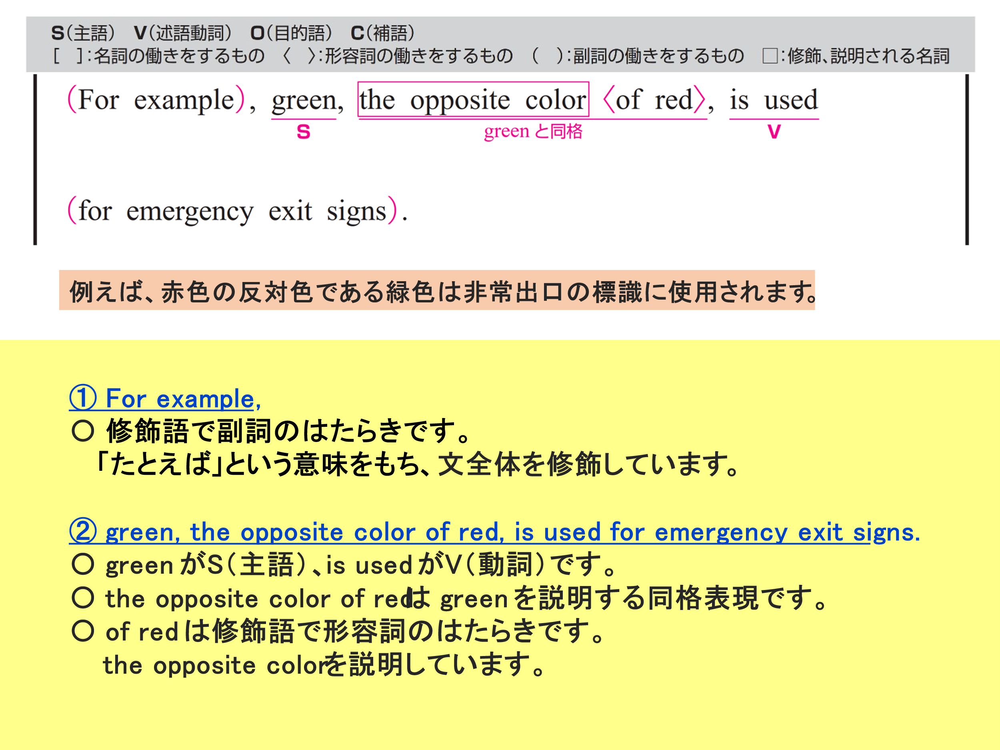 S（主語） V（述語動詞） O（目的語） C（補語）
［ ］：名詞の働きをするもの 〈 〉：形容詞の働きをするもの （ ）：副詞の働きをするもの □：修飾、説明される名詞
(For example), green, the opposite color 〈of red〉, is used
S green と同格 V
(for emergency exit signs).
例えば、赤色の反対色である緑色は非常出口の標識に使用されます。
① For example,
○ 修飾語で副詞のはたらきです。
「たとえば」という意味をもち、文全体を修飾しています。
② green, the opposite color of red, is used for emergency exit signs.
○ green がS（主語）、is used がV（動詞）です。
○ the opposite color of red は green を説明する同格表現です。
○ of red は修飾語で形容詞のはたらきです。
the opposite color を説明しています。